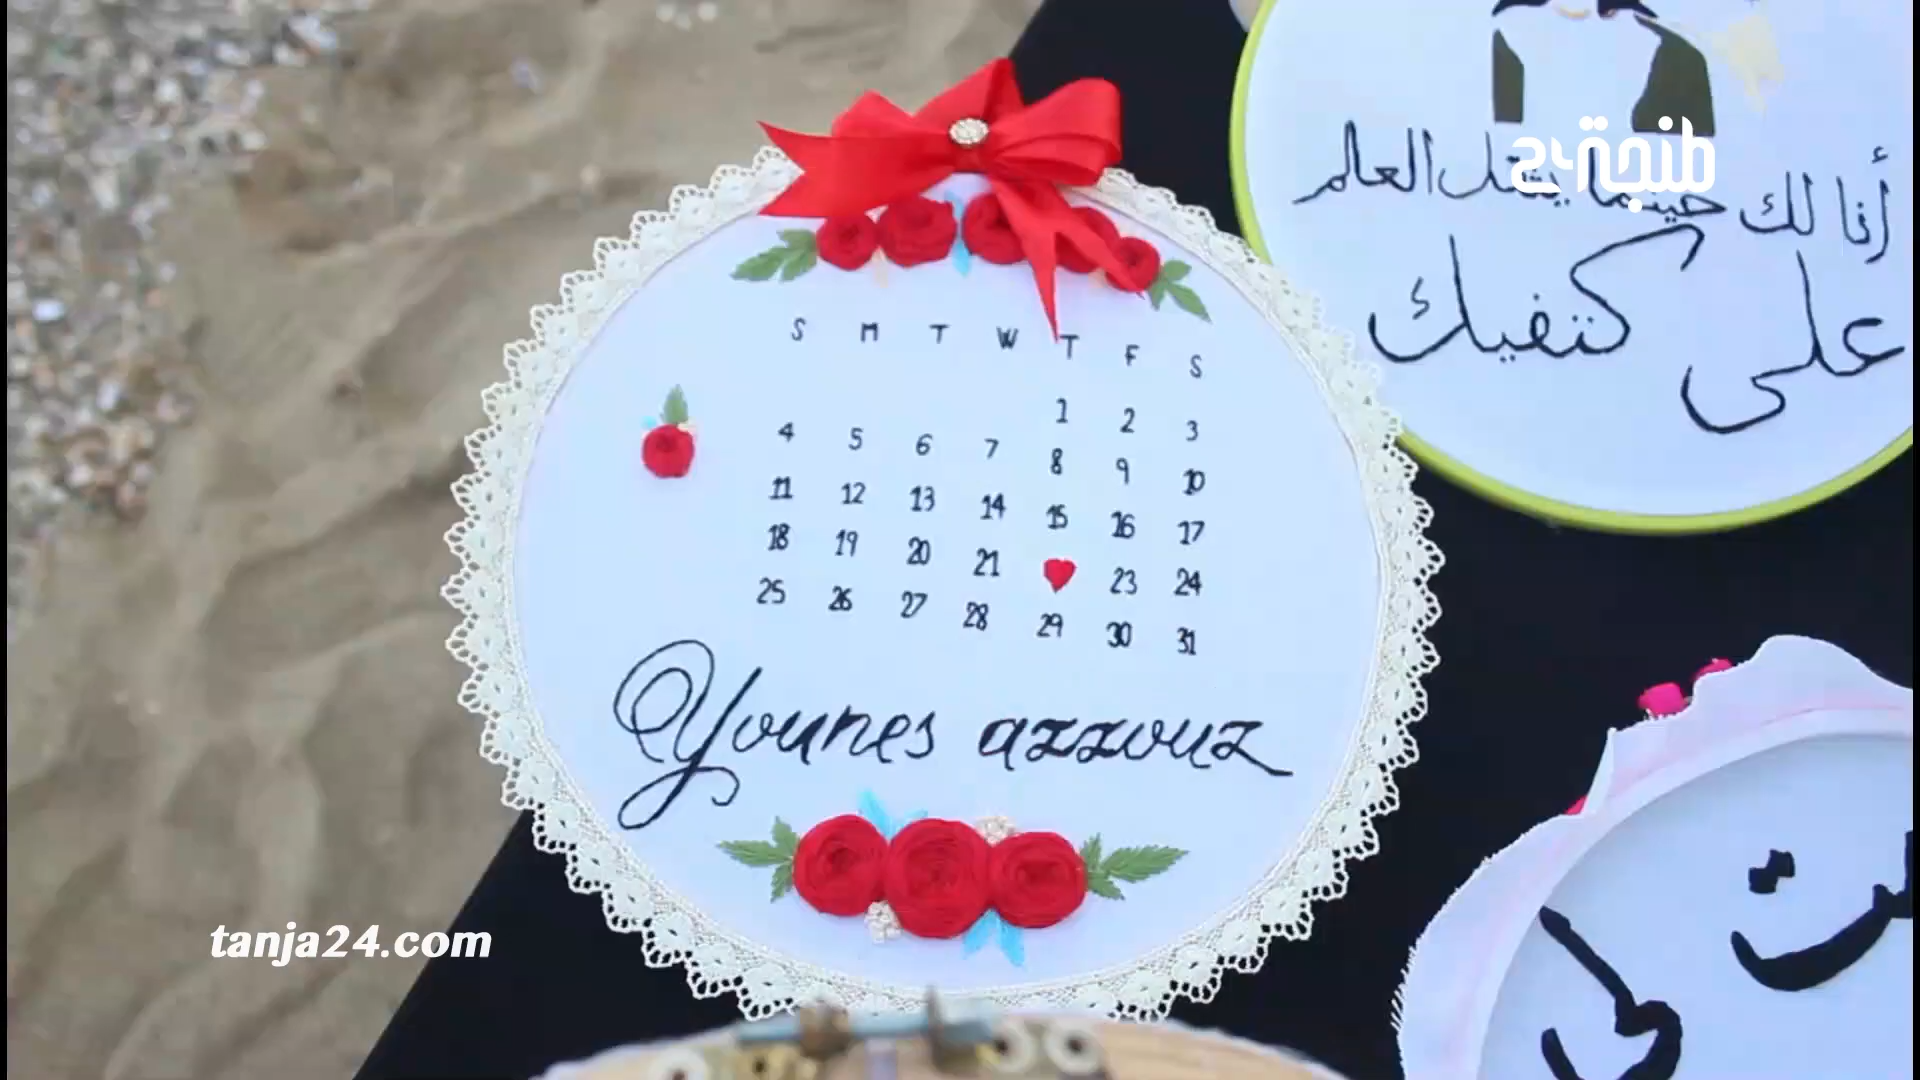 S M T W T F S
1 2 3
4 5 6 7 8 9 10
11 12 13 14 15 16 17
18 19 20 21 23 24
25 26 27 28 29 30 31
Younes azzouz
أنا لك حينما يثقل العالم
على كتفيك
طنجة24
tanja24.com